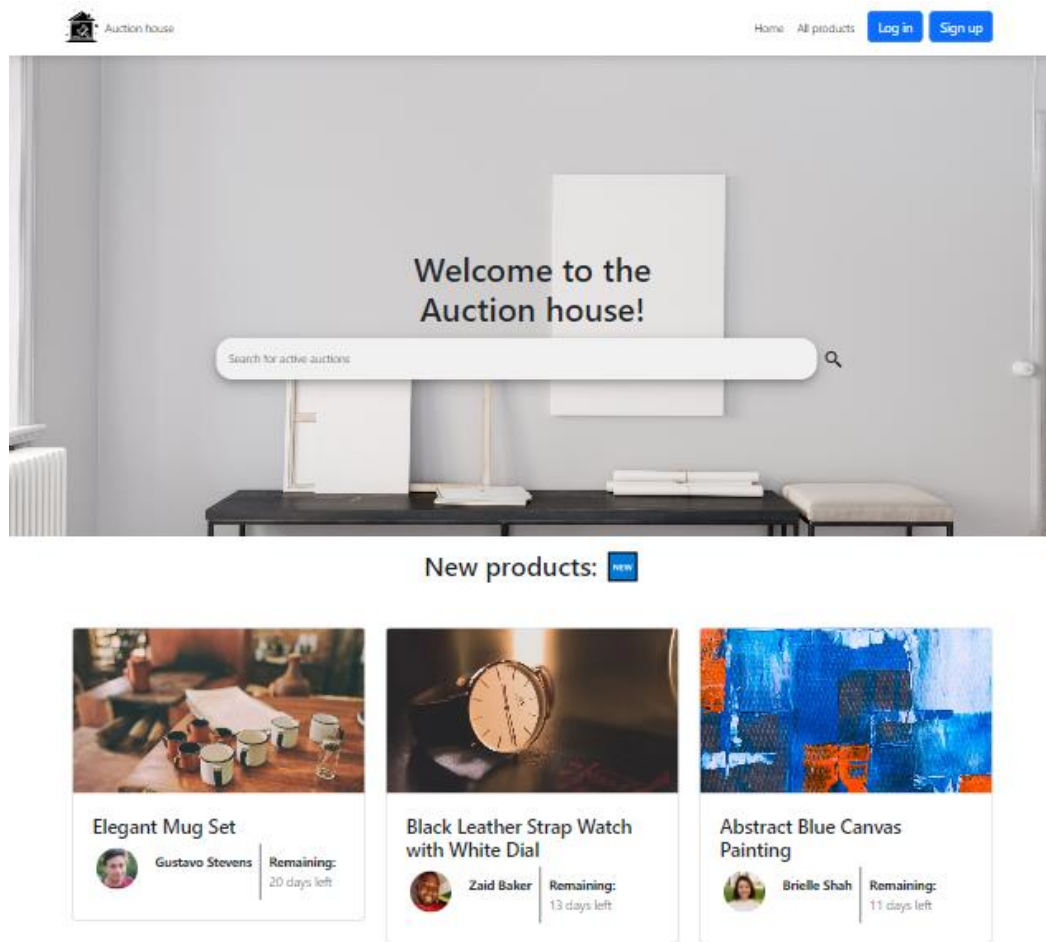 Auction house
Home All products Log in Sign up
Welcome to the
Auction house!
Search for active auctions
New products: NEW
Elegant Mug Set
Gustavo Stevens
Remaining:
20 days left
Black Leather Strap Watch
with White Dial
Zaid Baker
Remaining:
13 days left
Abstract Blue Canvas
Painting
Brielle Shah
Remaining:
11 days left